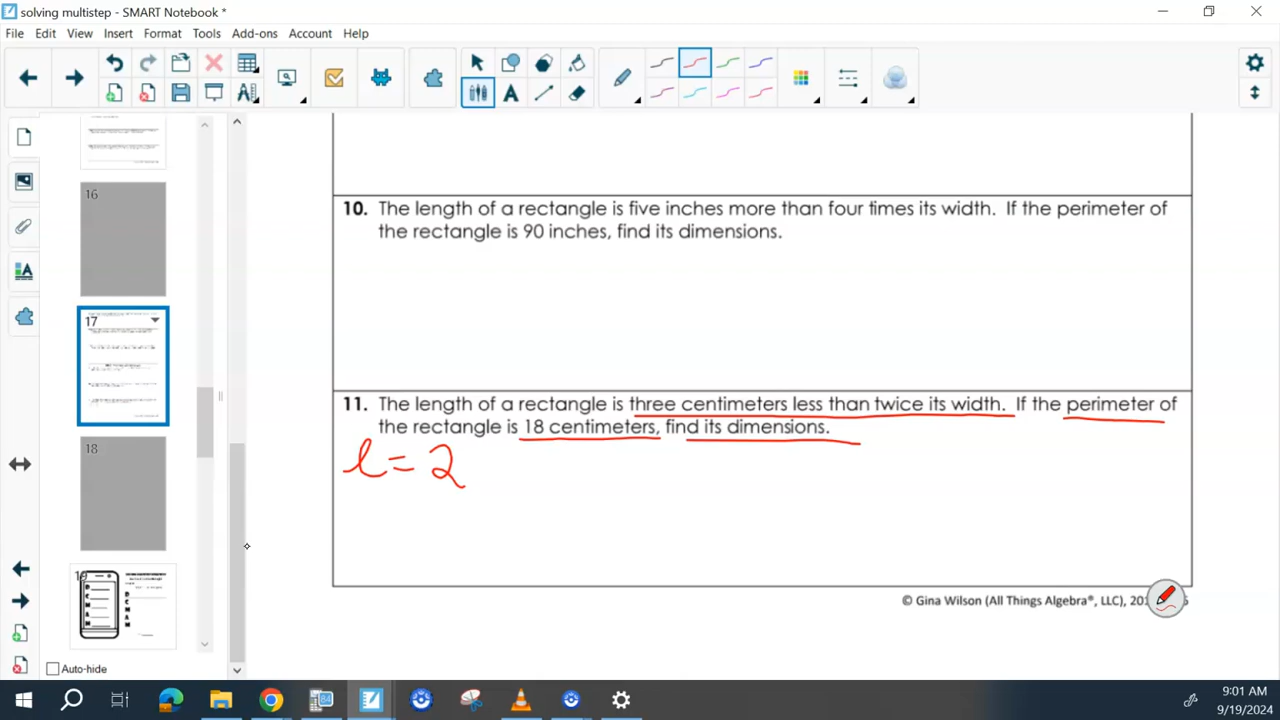 solving multistep - SMART Notebook *
File Edit View Insert Format Tools Add-ons Account Help
16
17
18
19
10. The length of a rectangle is five inches more than four times its width. If the perimeter of
the rectangle is 90 inches, find its dimensions.
11. The length of a rectangle is three centimeters less than twice its width. If the perimeter of
the rectangle is 18 centimeters, find its dimensions.
l = 2
© Gina Wilson (All Things Algebra®, LLC),
Auto-hide
9:01 AM
9/19/2024